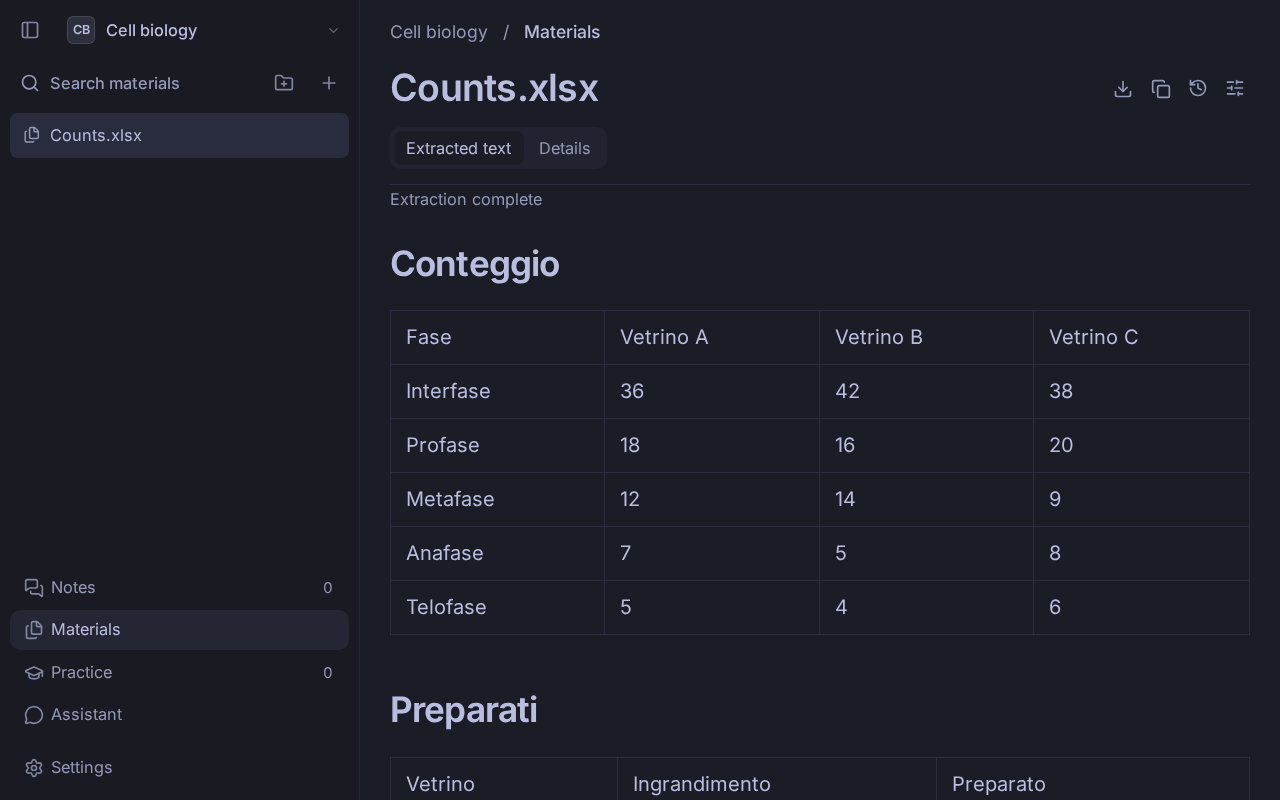 CB Cell biology
Search materials
Counts.xlsx
Notes 0
Materials
Practice 0
Assistant
Settings
Cell biology / Materials
Counts.xlsx
Extracted text Details
Extraction complete
Conteggio
Fase Vetrino A Vetrino B Vetrino C
Interfase 36 42 38
Profase 18 16 20
Metafase 12 14 9
Anafase 7 5 8
Telofase 5 4 6
Preparati
Vetrino Ingrandimento Preparato